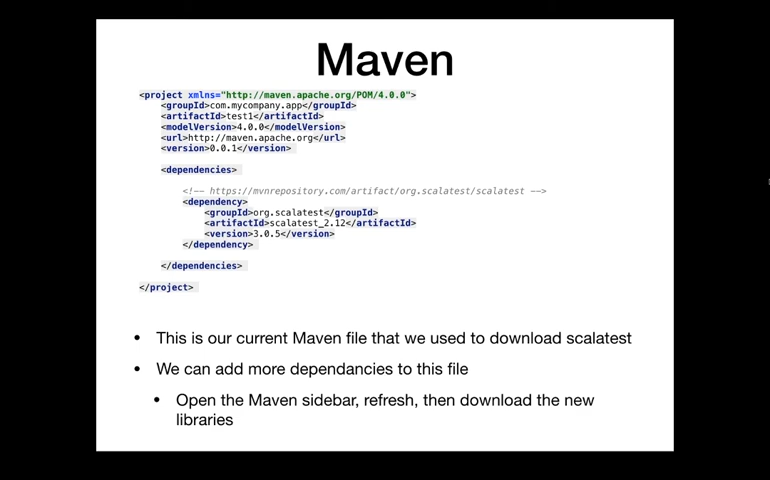 Maven
<project xmlns="http://maven.apache.org/POM/4.0.0">
<groupId>com.mycompany.app</groupId>
<artifactId>test1</artifactId>
<modelVersion>4.0.0</modelVersion>
<url>http://maven.apache.org</url>
<version>0.0.1</version>
<dependencies>
<!-- https://mvnrepository.com/artifact/org.scalatest/scalatest -->
<dependency>
<groupId>org.scalatest</groupId>
<artifactId>scalatest_2.12</artifactId>
<version>3.0.5</version>
</dependency>
</dependencies>
</project>
• This is our current Maven file that we used to download scalatest
• We can add more dependancies to this file
• Open the Maven sidebar, refresh, then download the new
libraries